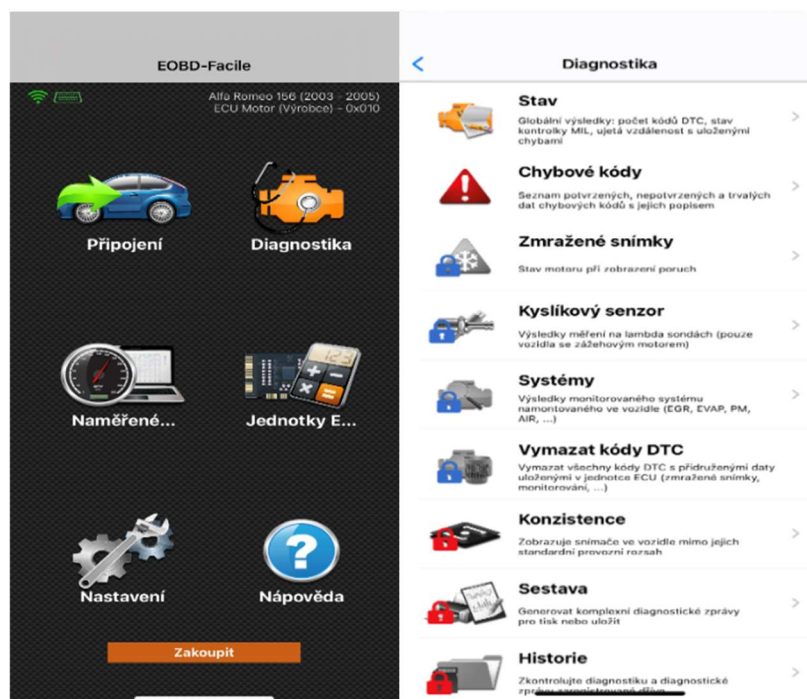 EOBD-Facile
Alfa Romeo 156 (2003 - 2005)
ECU Motor (Výrobce) - 0x010
Připojení
Diagnostika
Naměřené...
Jednotky E...
Nastavení
Nápověda
Zakoupit
Diagnostika
Stav
Globální výsledky: počet kódů DTC, stav
kontrolky MIL, ujetá vzdálenost s uloženými
chybami
Chybové kódy
Seznam potvrzených, nepotvrzených a trvalých
dat chybových kódů s jejich popisem
Zmražené snímky
Stav motoru při zobrazení poruch
Kyslíkový senzor
Výsledky měření na lambda sondách (pouze
vozidla se zážehovým motorem)
Systémy
Výsledky monitorovaného systému
namontovaného ve vozidle (EGR, EVAP, PM,
AIR, ...)
Vymazat kódy DTC
Vymazat všechny kódy DTC s přidruženými daty
uloženými v jednotce ECU (zmražené snímky,
monitorování, ...)
Konzistence
Zobrazuje snímače ve vozidle mimo jejich
standardní provozní rozsah
Sestava
Generovat komplexní diagnostické zprávy
pro tisk nebo uložit
Historie
Zkontrolujte diagnostiku a diagnostické
zprávy zaregistrované dříve